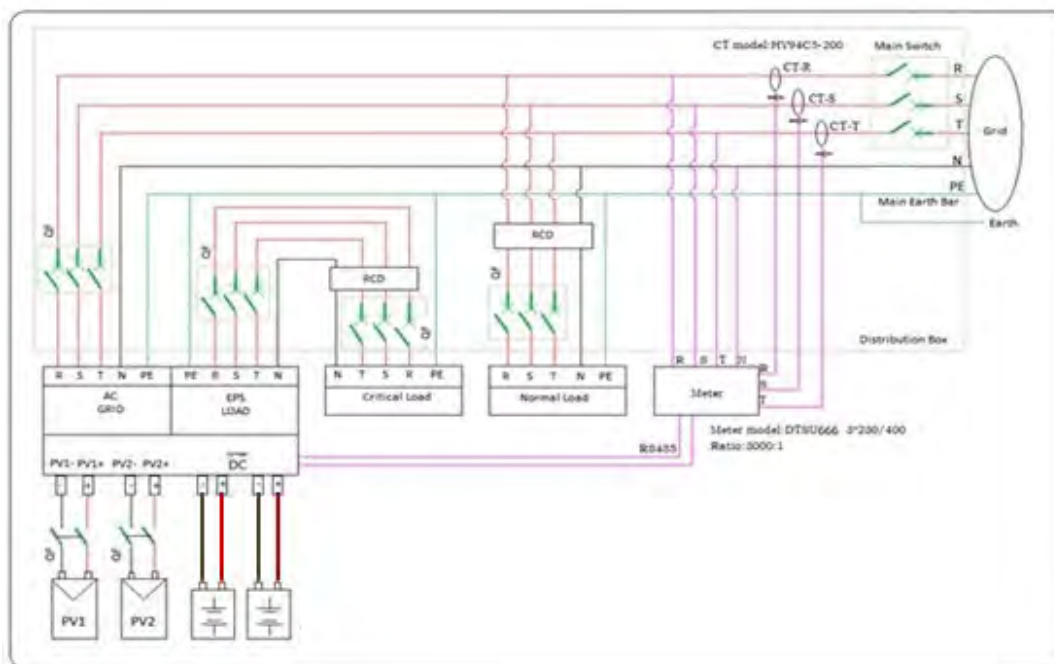 CT model:HY94C5-200
Main Switch
CT-R
R
CT-S
S
CT-T
T
Grid
N
PE
Main Earth Bar
Earth
QF
RCD
QF
RCD
QF
QF
Distribution Box
R S T N PE
PE R S T N
N T S R PE
R S T N PE
R S T N
R
S
T
AC
GRID
EPS
LOAD
Critical Load
Normal Load
Meter
Meter model: DTSU666 3*230/400
Ratio:5000:1
RS485
PV1- PV1+ PV2- PV2+
DC
- + - + - + - +
QF
QF
PV1
PV2